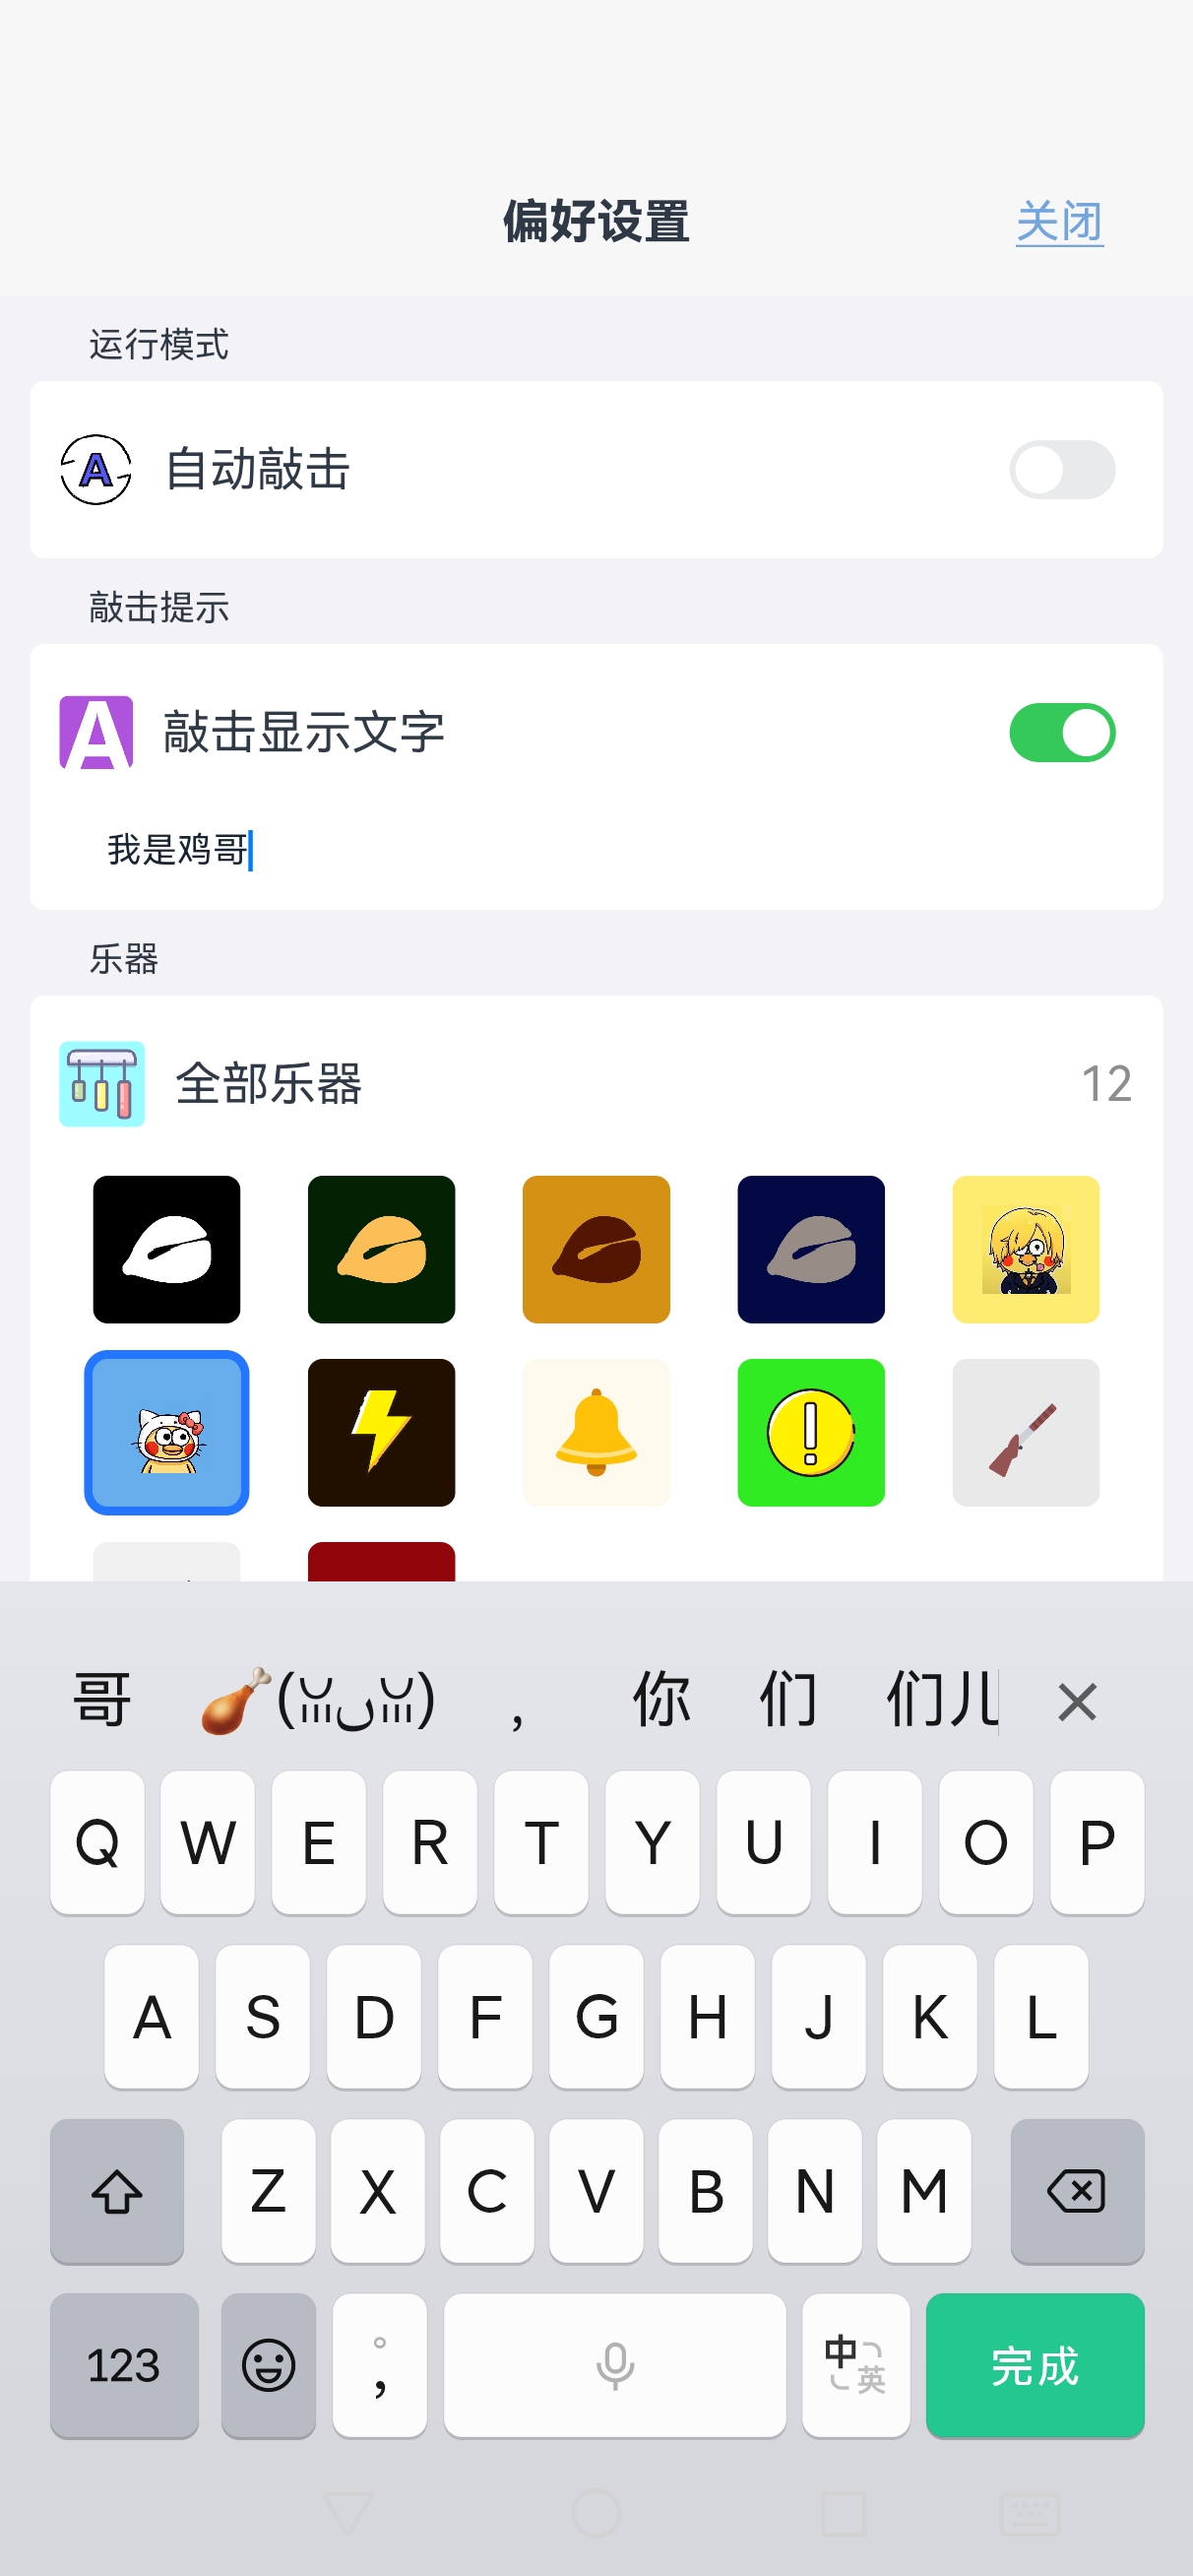 偏好设置 关闭
运行模式
A 自动敲击
敲击提示
A 敲击显示文字
我是鸡哥
乐器
全部乐器 12
哥 🍗(ꈍ◡ꈍ) , 你 们 们儿
Q W E R T Y U I O P
A S D F G H J K L
Z X C V B N M
123 ° , 中 英 完成